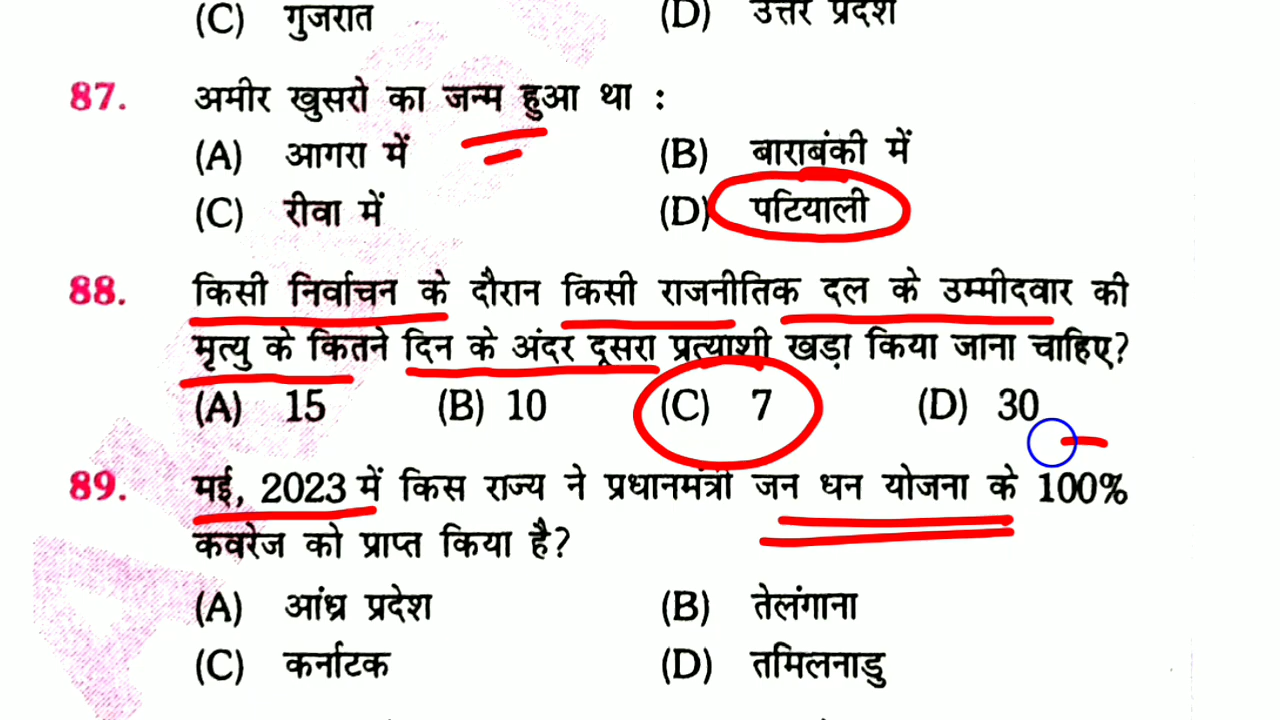 (C) गुजरात (D) उत्तर प्रदेश
87. अमीर खुसरो का जन्म हुआ था :
(A) आगरा में (B) बाराबंकी में
(C) रीवा में (D) पटियाली
88. किसी निर्वाचन के दौरान किसी राजनीतिक दल के उम्मीदवार की
मृत्यु के कितने दिन के अंदर दूसरा प्रत्याशी खड़ा किया जाना चाहिए?
(A) 15 (B) 10 (C) 7 (D) 30
89. मई, 2023 में किस राज्य ने प्रधानमंत्री जन धन योजना के 100%
कवरेज को प्राप्त किया है?
(A) आंध्र प्रदेश (B) तेलंगाना
(C) कर्नाटक (D) तमिलनाडु